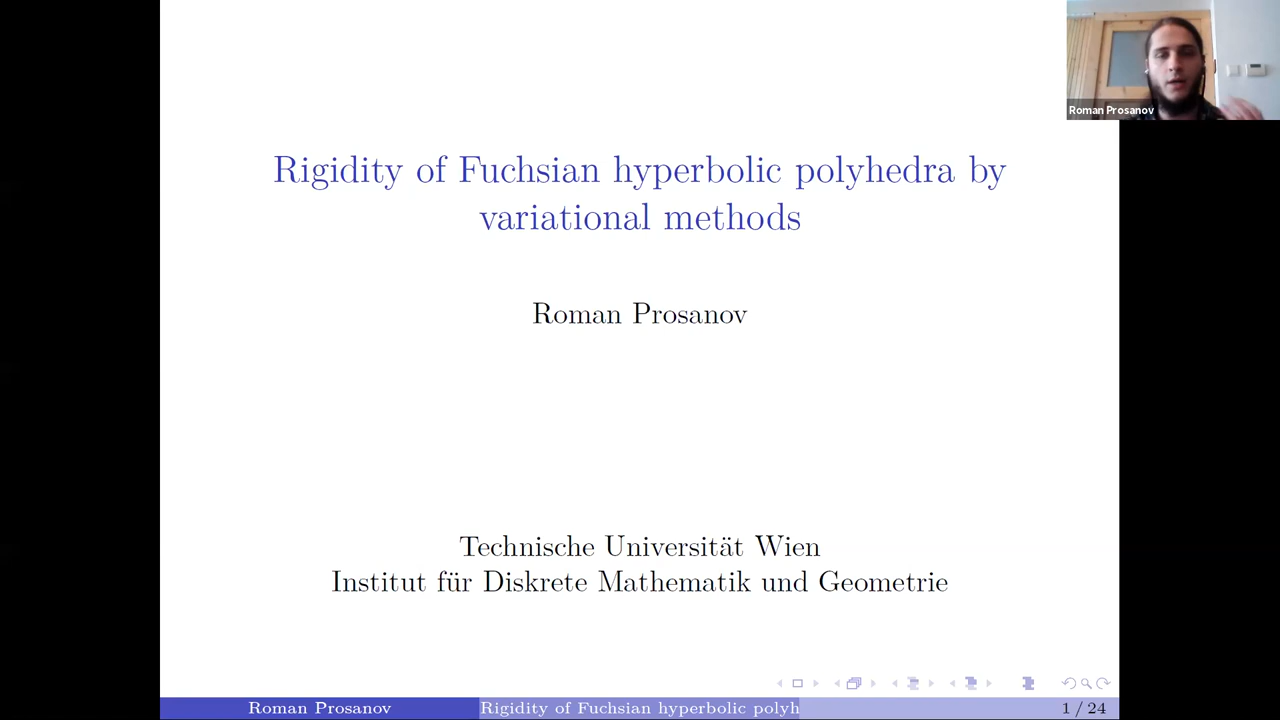 Roman Prosanov
Rigidity of Fuchsian hyperbolic polyhedra by
variational methods
Roman Prosanov
Technische Universität Wien
Institut für Diskrete Mathematik und Geometrie
Roman Prosanov
Rigidity of Fuchsian hyperbolic polyh
1 / 24